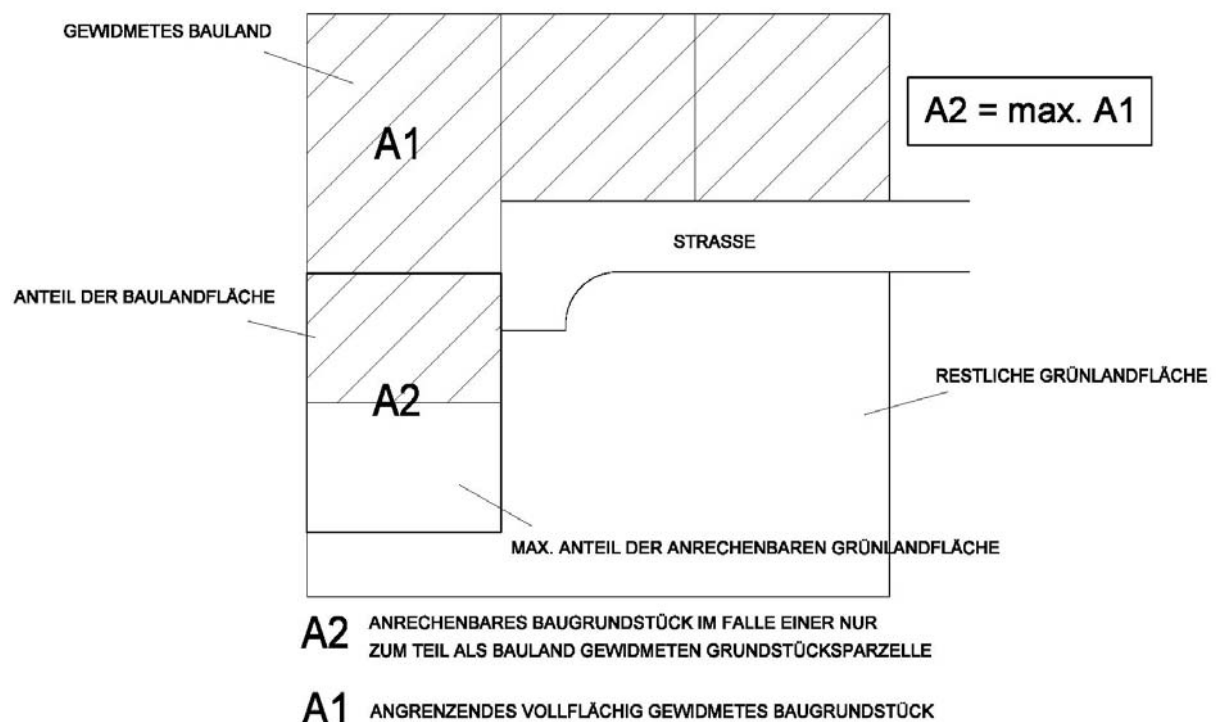 GEWIDMETES BAULAND
A1
A2 = max. A1
STRASSE
ANTEIL DER BAULANDFLÄCHE
A2
RESTLICHE GRÜNLANDFLÄCHE
MAX. ANTEIL DER ANRECHENBAREN GRÜNLANDFLÄCHE
A2 ANRECHENBARES BAUGRUNDSTÜCK IM FALLE EINER NUR
ZUM TEIL ALS BAULAND GEWIDMETEN GRUNDSTÜCKSPARZELLE
A1 ANGRENZENDES VOLLFLÄCHIG GEWIDMETES BAUGRUNDSTÜCK